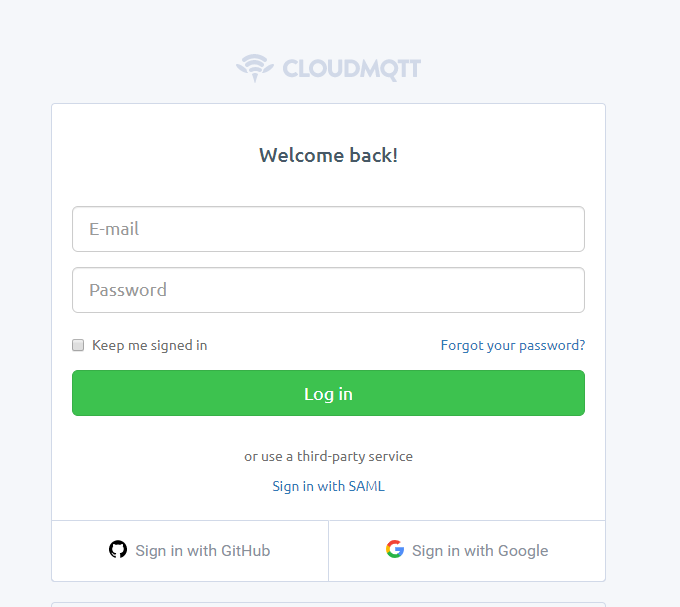 CLOUDMQTT
Welcome back!
E-mail
Password
Keep me signed in Forgot your password?
Log in
or use a third-party service
Sign in with SAML
Sign in with GitHub Sign in with Google